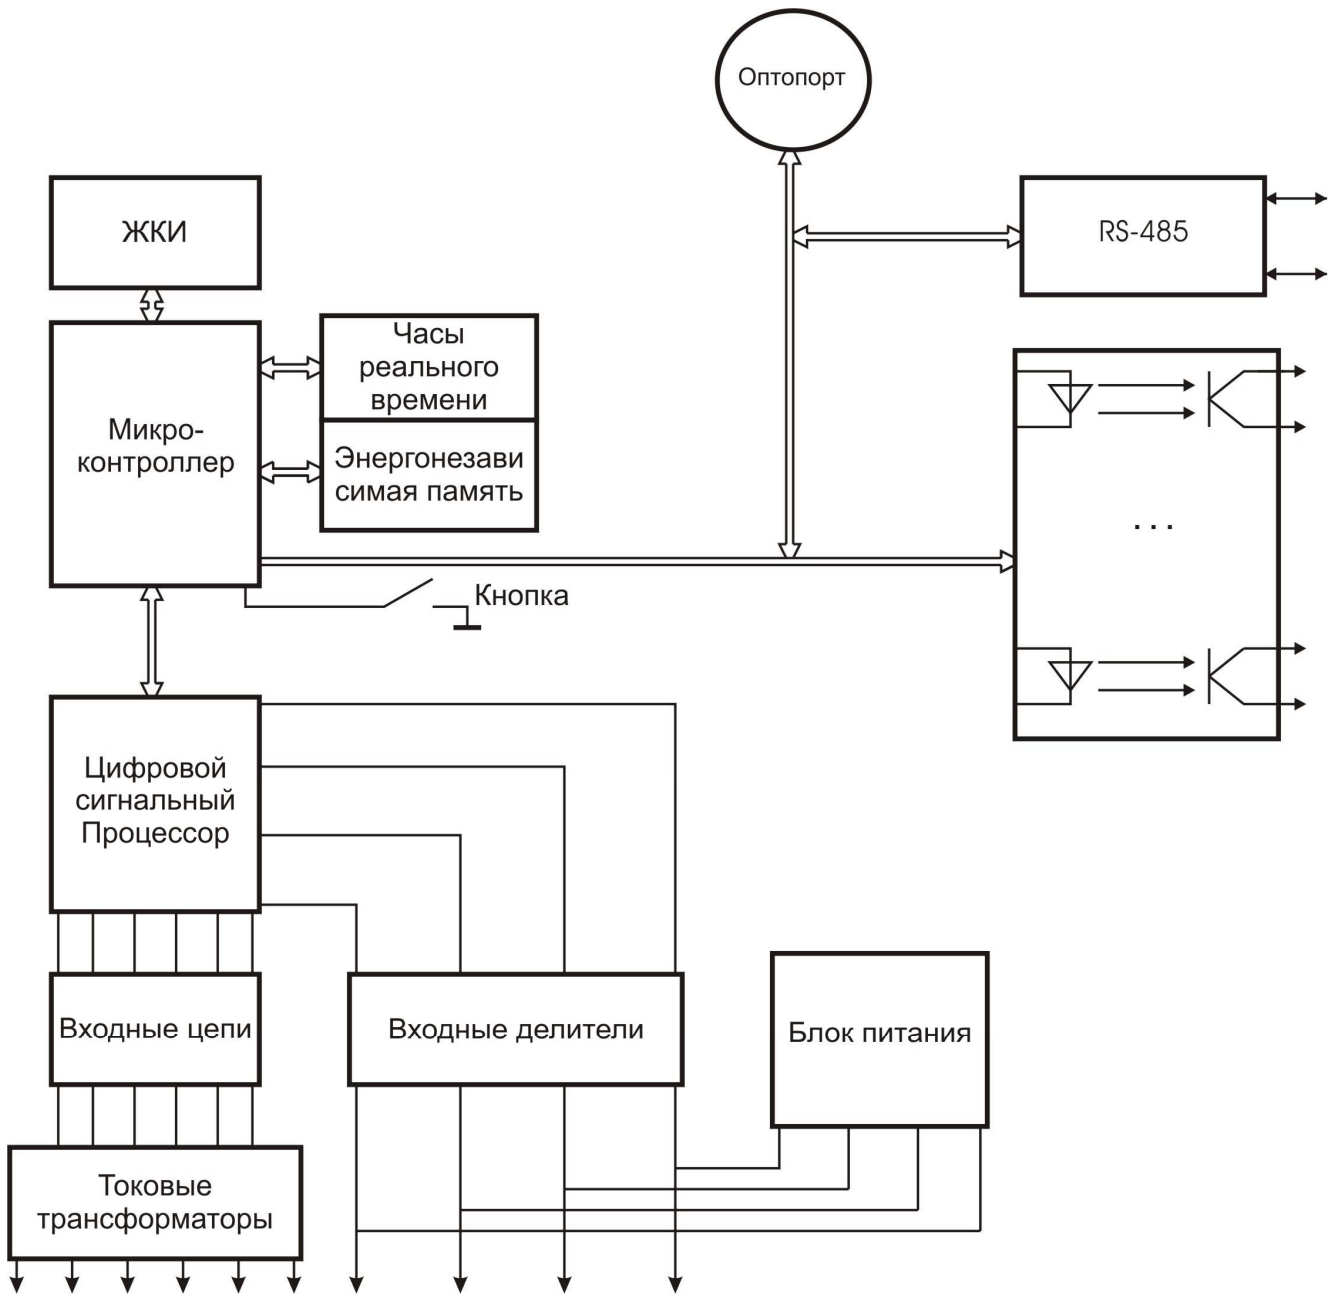 Оптопорт
ЖКИ
RS-485
Часы
реального
времени
Микро-
контроллер
Энергонезави
симая память
. . .
Кнопка
Цифровой
сигнальный
Процессор
Входные цепи
Входные делители
Блок питания
Токовые
трансформаторы